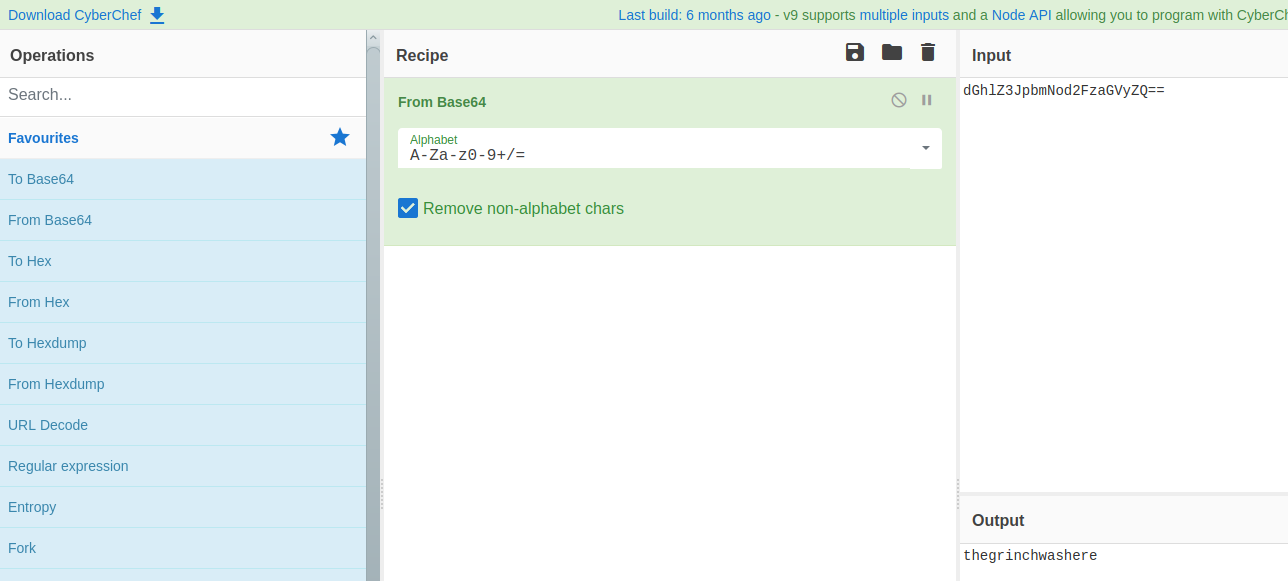 Download CyberChef
Last build: 6 months ago - v9 supports multiple inputs and a Node API allowing you to program with CyberCh
Operations
Search...
Favourites
To Base64
From Base64
To Hex
From Hex
To Hexdump
From Hexdump
URL Decode
Regular expression
Entropy
Fork
Recipe
From Base64
Alphabet
A-Za-z0-9+/=
Remove non-alphabet chars
Input
dGhlZ3JpbmNod2FzaGVyZQ==
Output
thegrinchwashere